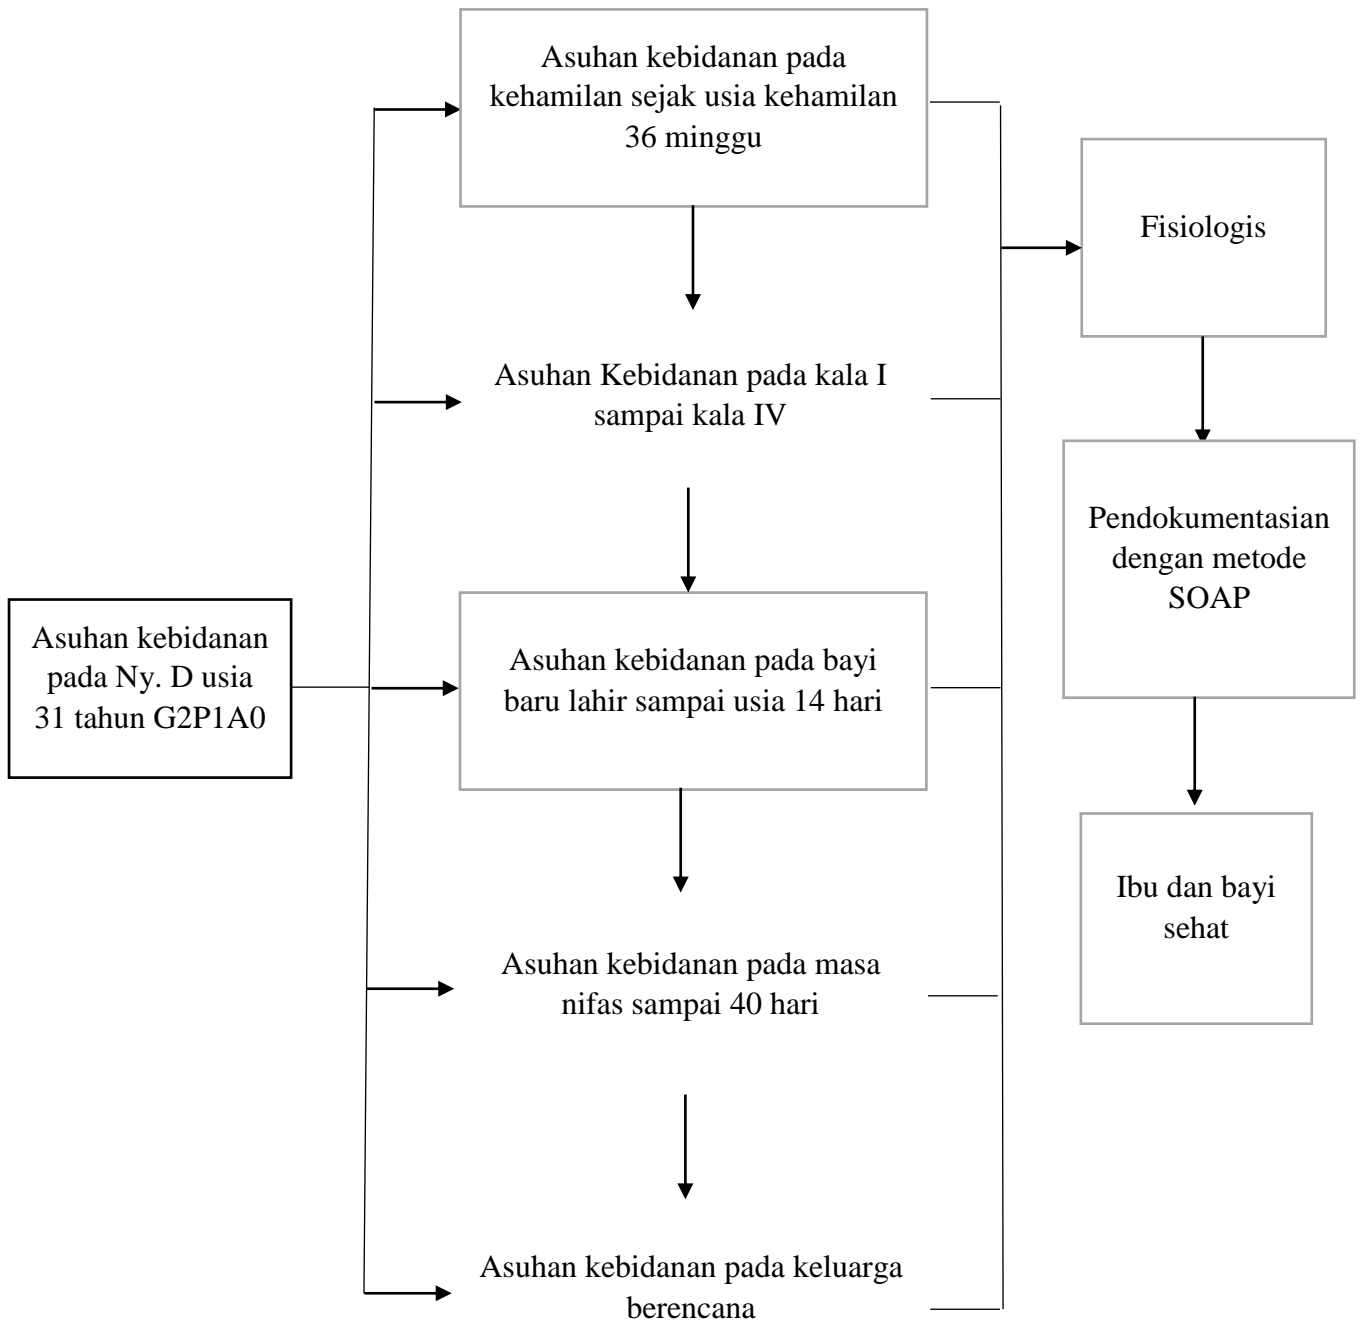 Asuhan kebidanan pada
kehamilan sejak usia kehamilan
36 minggu
Fisiologis
Asuhan Kebidanan pada kala I
sampai kala IV
Pendokumentasian
dengan metode
SOAP
Asuhan kebidanan
pada Ny. D usia
31 tahun G2P1A0
Asuhan kebidanan pada bayi
baru lahir sampai usia 14 hari
Ibu dan bayi
sehat
Asuhan kebidanan pada masa
nifas sampai 40 hari
Asuhan kebidanan pada keluarga
berencana